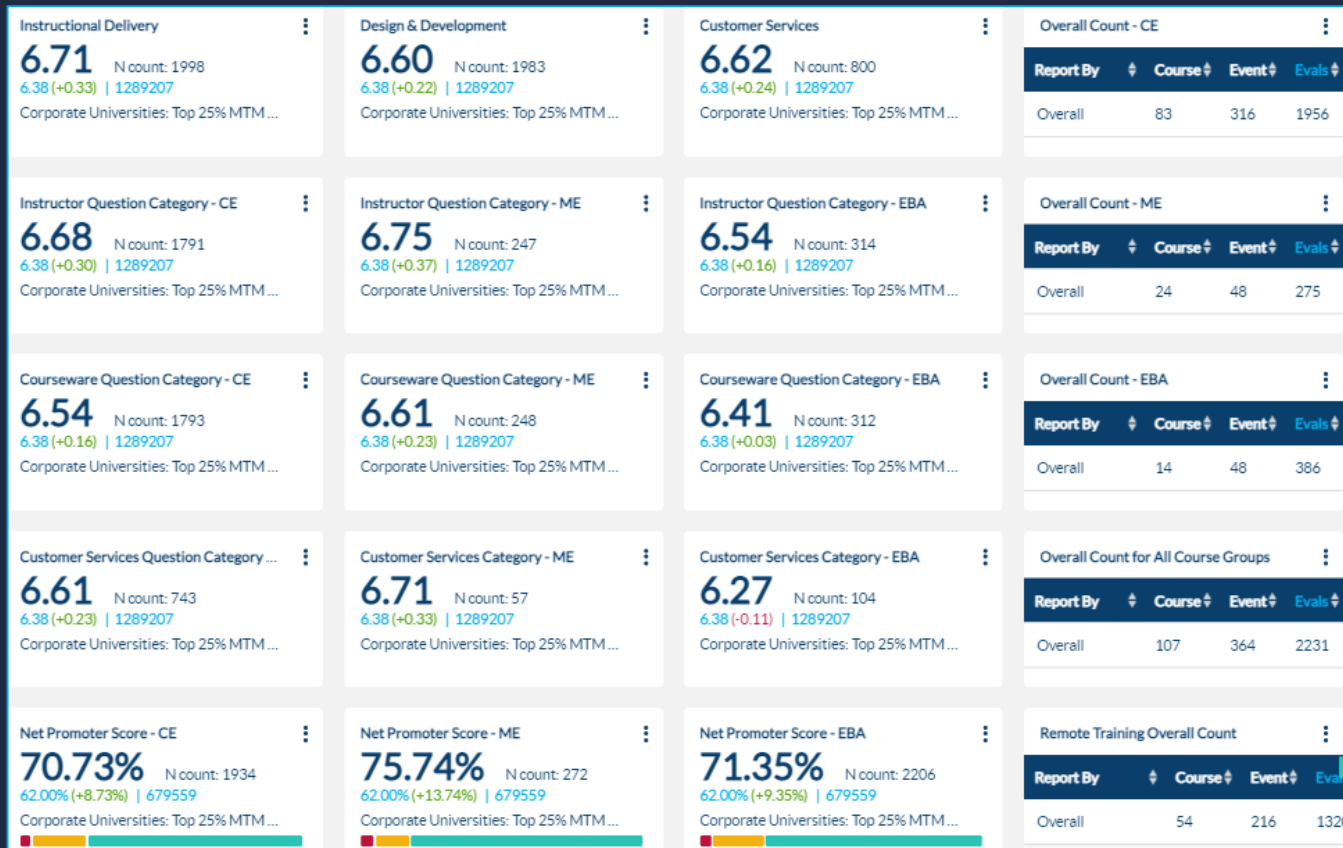 Instructional Delivery
6.71 N count: 1998
6.38 (+0.33) | 1289207
Corporate Universities: Top 25% MTM ...
Design & Development
6.60 N count: 1983
6.38 (+0.22) | 1289207
Corporate Universities: Top 25% MTM ...
Customer Services
6.62 N count: 800
6.38 (+0.24) | 1289207
Corporate Universities: Top 25% MTM ...
Overall Count - CE
Report By Course Event Evals
Overall 83 316 1956
Instructor Question Category - CE
6.68 N count: 1791
6.38 (+0.30) | 1289207
Corporate Universities: Top 25% MTM ...
Instructor Question Category - ME
6.75 N count: 247
6.38 (+0.37) | 1289207
Corporate Universities: Top 25% MTM ...
Instructor Question Category - EBA
6.54 N count: 314
6.38 (+0.16) | 1289207
Corporate Universities: Top 25% MTM ...
Overall Count - ME
Report By Course Event Evals
Overall 24 48 275
Courseware Question Category - CE
6.54 N count: 1793
6.38 (+0.16) | 1289207
Corporate Universities: Top 25% MTM ...
Courseware Question Category - ME
6.61 N count: 248
6.38 (+0.23) | 1289207
Corporate Universities: Top 25% MTM ...
Courseware Question Category - EBA
6.41 N count: 312
6.38 (+0.03) | 1289207
Corporate Universities: Top 25% MTM ...
Overall Count - EBA
Report By Course Event Evals
Overall 14 48 386
Customer Services Question Category ...
6.61 N count: 743
6.38 (+0.23) | 1289207
Corporate Universities: Top 25% MTM ...
Customer Services Category - ME
6.71 N count: 57
6.38 (+0.33) | 1289207
Corporate Universities: Top 25% MTM ...
Customer Services Category - EBA
6.27 N count: 104
6.38 (-0.11) | 1289207
Corporate Universities: Top 25% MTM ...
Overall Count for All Course Groups
Report By Course Event Evals
Overall 107 364 2231
Net Promoter Score - CE
70.73% N count: 1934
62.00% (+8.73%) | 679559
Corporate Universities: Top 25% MTM ...
Net Promoter Score - ME
75.74% N count: 272
62.00% (+13.74%) | 679559
Corporate Universities: Top 25% MTM ...
Net Promoter Score - EBA
71.35% N count: 2206
62.00% (+9.35%) | 679559
Corporate Universities: Top 25% MTM ...
Remote Training Overall Count
Report By Course Event
Overall 54 216